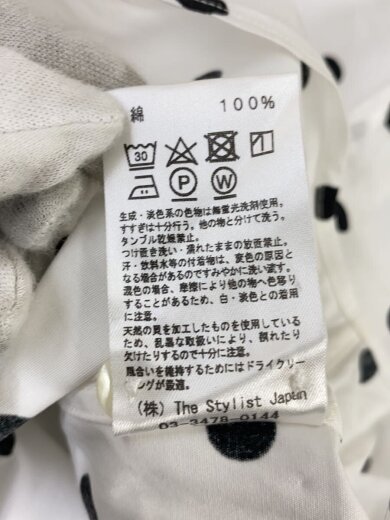 綿 100%
30
P W
生成・淡色系の色物は無蛍光洗剤使用。
すすぎは十分行う。他の物と分けて洗う。
タンブル乾燥禁止。
つけ置き洗い・濡れたままの放置禁止。
汗・飲料水等の付着物は、変色の原因と
なる場合があるのですみやかに洗い流す。
混色の場合、摩擦により他の物へ色移り
することがあるため、白・淡色との着用
に注意。
天然の貝を加工したものを使用している
ため、乱暴な取扱いにより、割れたり
欠けたりするので十分に注意。
風合いを維持するためにはドライクリー
ニングが最適。
(株) The Stylist Japan
03-3478-0144